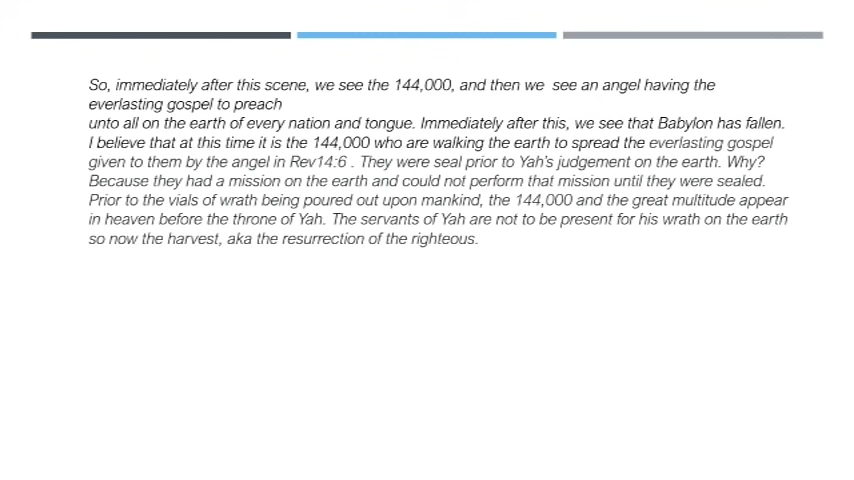 So, immediately after this scene, we see the 144,000, and then we  see an angel having the
everlasting gospel to preach
unto all on the earth of every nation and tongue. Immediately after this, we see that Babylon has fallen.
I believe that at this time it is the 144,000 who are walking the earth to spread the everlasting gospel
given to them by the angel in Rev14:6 . They were seal prior to Yah's judgement on the earth. Why?
Because they had a mission on the earth and could not perform that mission until they were sealed.
Prior to the vials of wrath being poured out upon mankind, the 144,000 and the great multitude appear
in heaven before the throne of Yah. The servants of Yah are not to be present for his wrath on the earth
so now the harvest, aka the resurrection of the righteous.